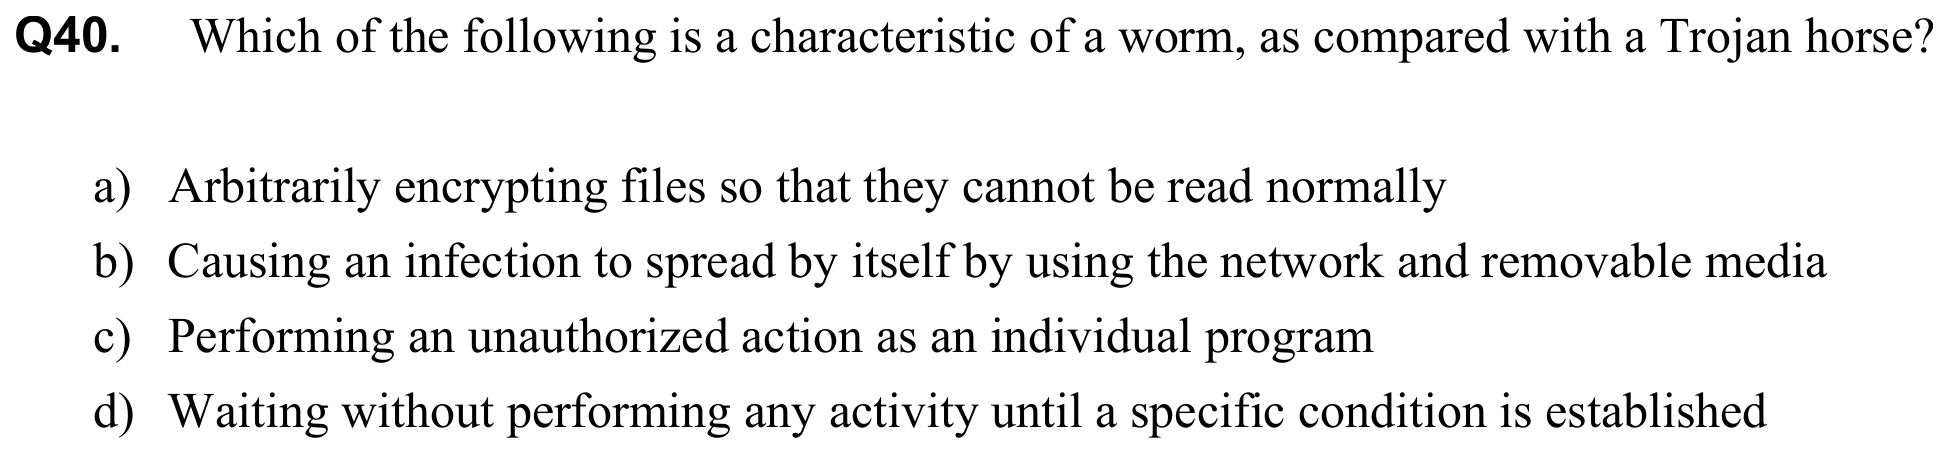 Q40. Which of the following is a characteristic of a worm, as compared with a Trojan horse?
a) Arbitrarily encrypting files so that they cannot be read normally
b) Causing an infection to spread by itself by using the network and removable media
c) Performing an unauthorized action as an individual program
d) Waiting without performing any activity until a specific condition is established